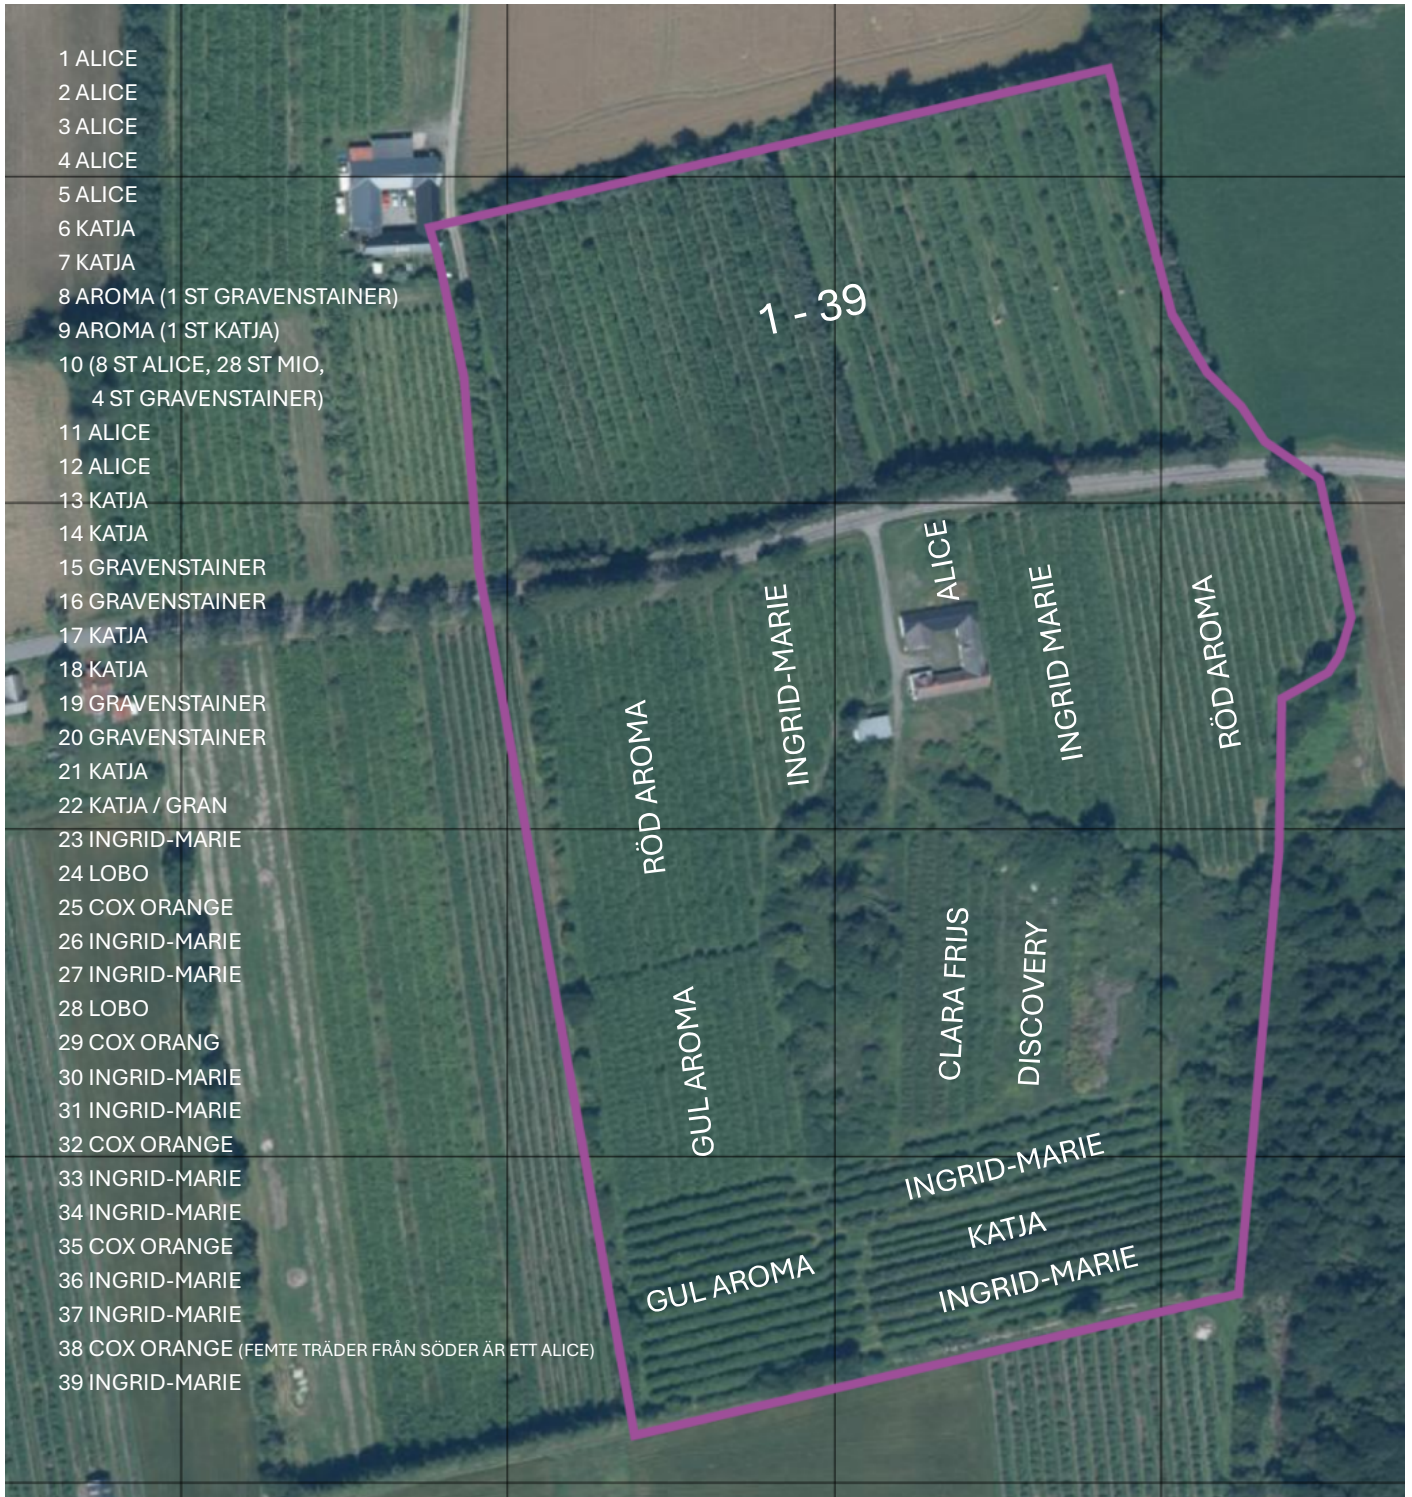 1 ALICE
2 ALICE
3 ALICE
4 ALICE
5 ALICE
6 KATJA
7 KATJA
8 AROMA (1 ST GRAVENSTAINER)
9 AROMA (1 ST KATJA)
10 (8 ST ALICE, 28 ST MIO,
4 ST GRAVENSTAINER)
11 ALICE
12 ALICE
13 KATJA
14 KATJA
15 GRAVENSTAINER
16 GRAVENSTAINER
17 KATJA
18 KATJA
19 GRAVENSTAINER
20 GRAVENSTAINER
21 KATJA
22 KATJA / GRAN
23 INGRID-MARIE
24 LOBO
25 COX ORANGE
26 INGRID-MARIE
27 INGRID-MARIE
28 LOBO
29 COX ORANG
30 INGRID-MARIE
31 INGRID-MARIE
32 COX ORANGE
33 INGRID-MARIE
34 INGRID-MARIE
35 COX ORANGE
36 INGRID-MARIE
37 INGRID-MARIE
38 COX ORANGE (FEMTE TRÄDER FRÅN SÖDER ÄR ETT ALICE)
39 INGRID-MARIE
1 - 39
ALICE
INGRID-MARIE
INGRID MARIE
RÖD AROMA
RÖD AROMA
CLARA FRIJS
DISCOVERY
GUL AROMA
INGRID-MARIE
KATJA
GUL AROMA
INGRID-MARIE